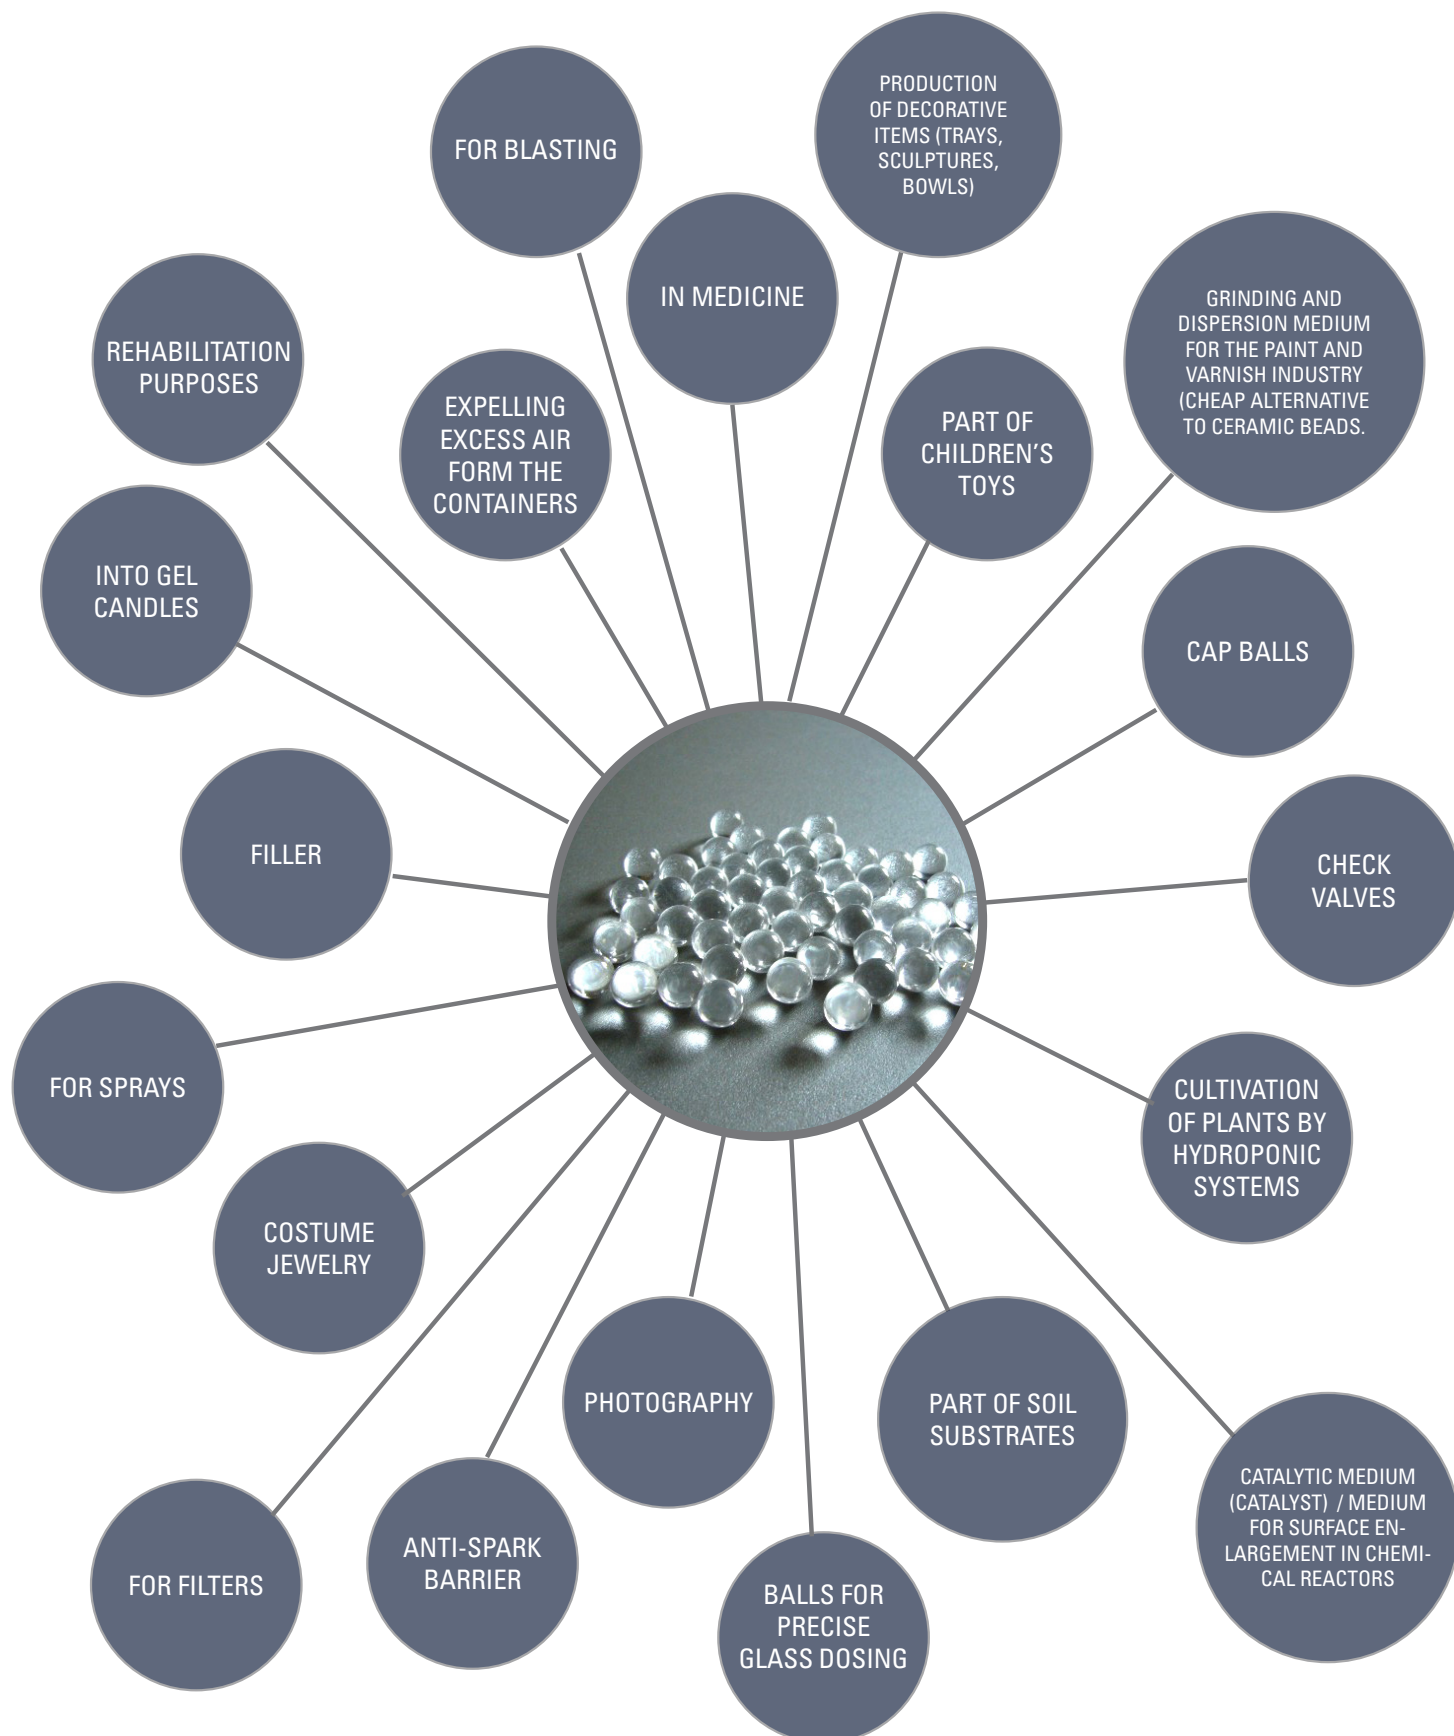 PRODUCTION
OF DECORATIVE
ITEMS (TRAYS,
SCULPTURES,
BOWLS)
FOR BLASTING
IN MEDICINE
GRINDING AND
DISPERSION MEDIUM
FOR THE PAINT AND
VARNISH INDUSTRY
(CHEAP ALTERNATIVE
TO CERAMIC BEADS.
REHABILITATION
PURPOSES
EXPELLING
EXCESS AIR
FORM THE
CONTAINERS
PART OF
CHILDREN'S
TOYS
INTO GEL
CANDLES
CAP BALLS
FILLER
CHECK
VALVES
FOR SPRAYS
CULTIVATION
OF PLANTS BY
HYDROPONIC
SYSTEMS
COSTUME
JEWELRY
PHOTOGRAPHY
PART OF SOIL
SUBSTRATES
CATALYTIC MEDIUM
(CATALYST) / MEDIUM
FOR SURFACE EN-
LARGEMENT IN CHEMI-
CAL REACTORS
FOR FILTERS
ANTI-SPARK
BARRIER
BALLS FOR
PRECISE
GLASS DOSING